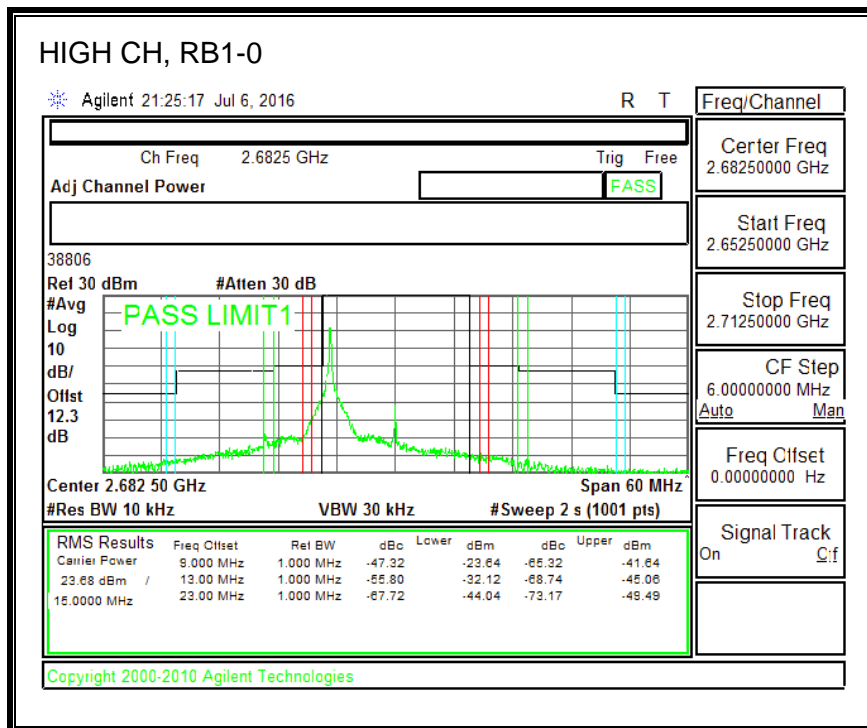 HIGH CH, RB1-0
Agilent 21:25:17 Jul 6, 2016 R T
Freq/Channel
Ch Freq 2.6825 GHz Trig Free
Adj Channel Power PASS
Center Freq
2.68250000 GHz
Start Freq
2.65250000 GHz
Stop Freq
2.71250000 GHz
CF Step
6.00000000 MHz
Auto Man
Freq Offset
0.00000000 Hz
Signal Track
On Off
38806
Ref 30 dBm #Atten 30 dB
#Avg
Log
10
dB/
Offst
12.3
dB
PASS LIMIT1
Center 2.682 50 GHz Span 60 MHz
#Res BW 10 kHz VBW 30 kHz #Sweep 2 s (1001 pts)
RMS Results Freq Offset Ref BW dBc Lower dBm dBc Upper dBm
Carrier Power 9.000 MHz 1.000 MHz -47.32 -23.64 -65.32 -41.64
23.68 dBm / 13.00 MHz 1.000 MHz -55.80 -32.12 -68.74 -45.06
15.0000 MHz 23.00 MHz 1.000 MHz -67.72 -44.04 -73.17 -49.49
Copyright 2000-2010 Agilent Technologies